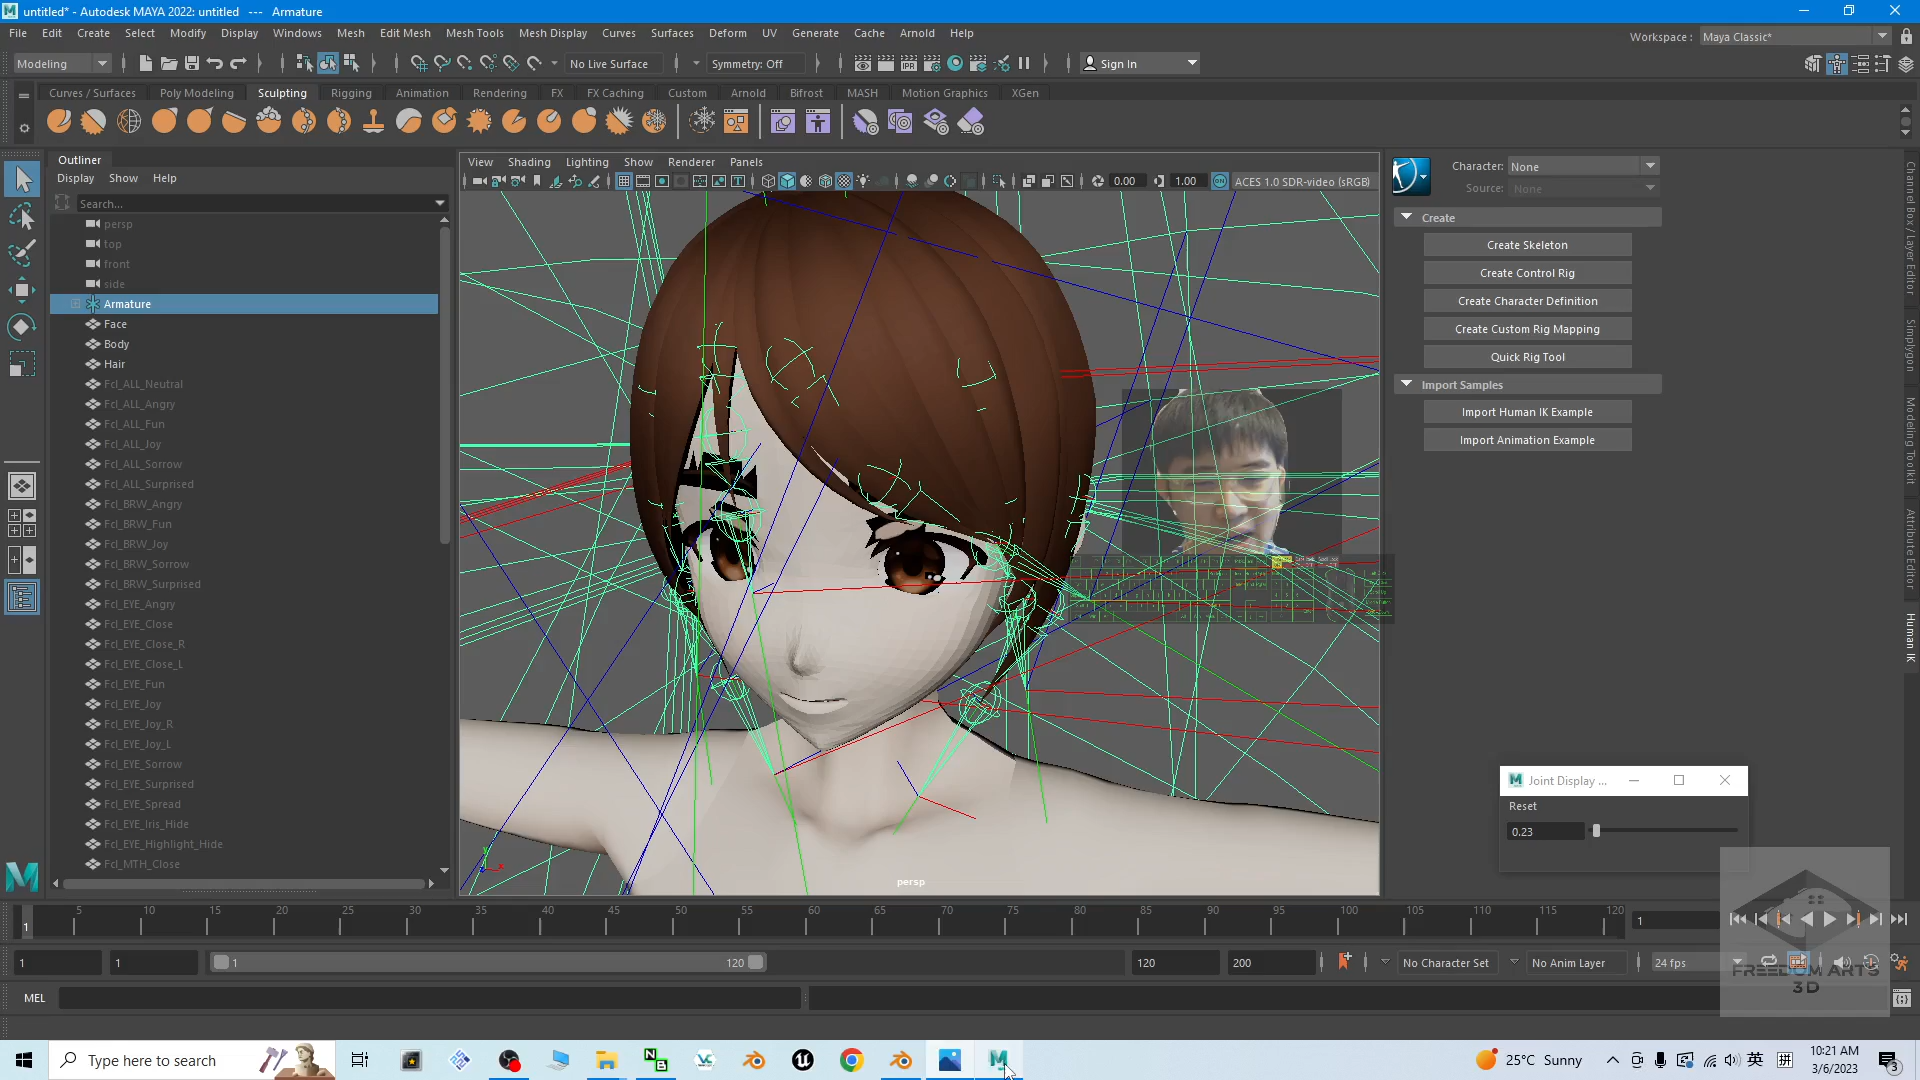 untitled* - Autodesk MAYA 2022: untitled --- Armature
File Edit Create Select Modify Display Windows Mesh Edit Mesh Mesh Tools Mesh Display Curves Surfaces Deform UV Generate Cache Arnold Help
Workspace : Maya Classic*
Modeling No Live Surface Symmetry: Off Sign In
Curves / Surfaces Poly Modeling Sculpting Rigging Animation Rendering FX FX Caching Custom Arnold Bifrost MASH Motion Graphics XGen
Outliner
Display Show Help
Search...
persp
top
front
side
Armature
Face
Body
Hair
Fcl_ALL_Neutral
Fcl_ALL_Angry
Fcl_ALL_Fun
Fcl_ALL_Joy
Fcl_ALL_Sorrow
Fcl_ALL_Surprised
Fcl_BRW_Angry
Fcl_BRW_Fun
Fcl_BRW_Joy
Fcl_BRW_Sorrow
Fcl_BRW_Surprised
Fcl_EYE_Angry
Fcl_EYE_Close
Fcl_EYE_Close_R
Fcl_EYE_Close_L
Fcl_EYE_Fun
Fcl_EYE_Joy
Fcl_EYE_Joy_R
Fcl_EYE_Joy_L
Fcl_EYE_Sorrow
Fcl_EYE_Surprised
Fcl_EYE_Spread
Fcl_EYE_Iris_Hide
Fcl_EYE_Highlight_Hide
Fcl_MTH_Close
View Shading Lighting Show Renderer Panels
0.00 1.00 ACES 1.0 SDR-video (sRGB)
persp
Character: None
Source: None
Create
Create Skeleton
Create Control Rig
Create Character Definition
Create Custom Rig Mapping
Quick Rig Tool
Import Samples
Import Human IK Example
Import Animation Example
Channel Box / Layer Editor
Simplygon
Modeling Toolkit
Attribute Editor
Human IK
Joint Display ...
Reset
0.23
5 10 15 20 25 30 35 40 45 50 55 60 65 70 75 80 85 90 95 100 105 110 115 120
1
1
1 1 1 120 120 200 No Character Set No Anim Layer 24 fps
FREEDOM ARTS
3D
MEL
Type here to search
25°C Sunny
英
拼
10:21 AM
3/6/2023
3